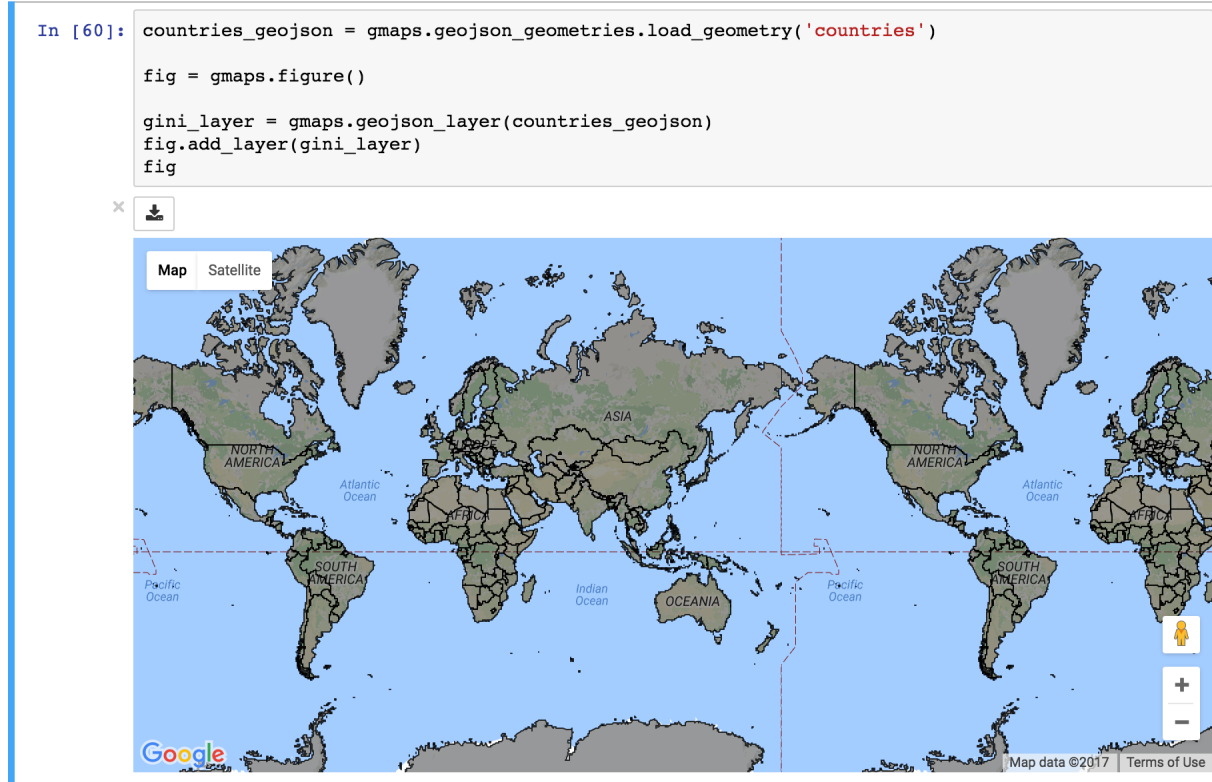 In [60]: countries_geojson = gmaps.geojson_geometries.load_geometry('countries')
fig = gmaps.figure()
gini_layer = gmaps.geojson_layer(countries_geojson)
fig.add_layer(gini_layer)
fig
Map Satellite
ASIA
NORTH
AMERICA
EUROPE
NORTH
AMERICA
EUROPE
Atlantic
Ocean
Atlantic
Ocean
AFRICA
AFRICA
SOUTH
AMERICA
SOUTH
AMERICA
Pacific
Ocean
Indian
Ocean
OCEANIA
Pacific
Ocean
Google
Map data ©2017 Terms of Use